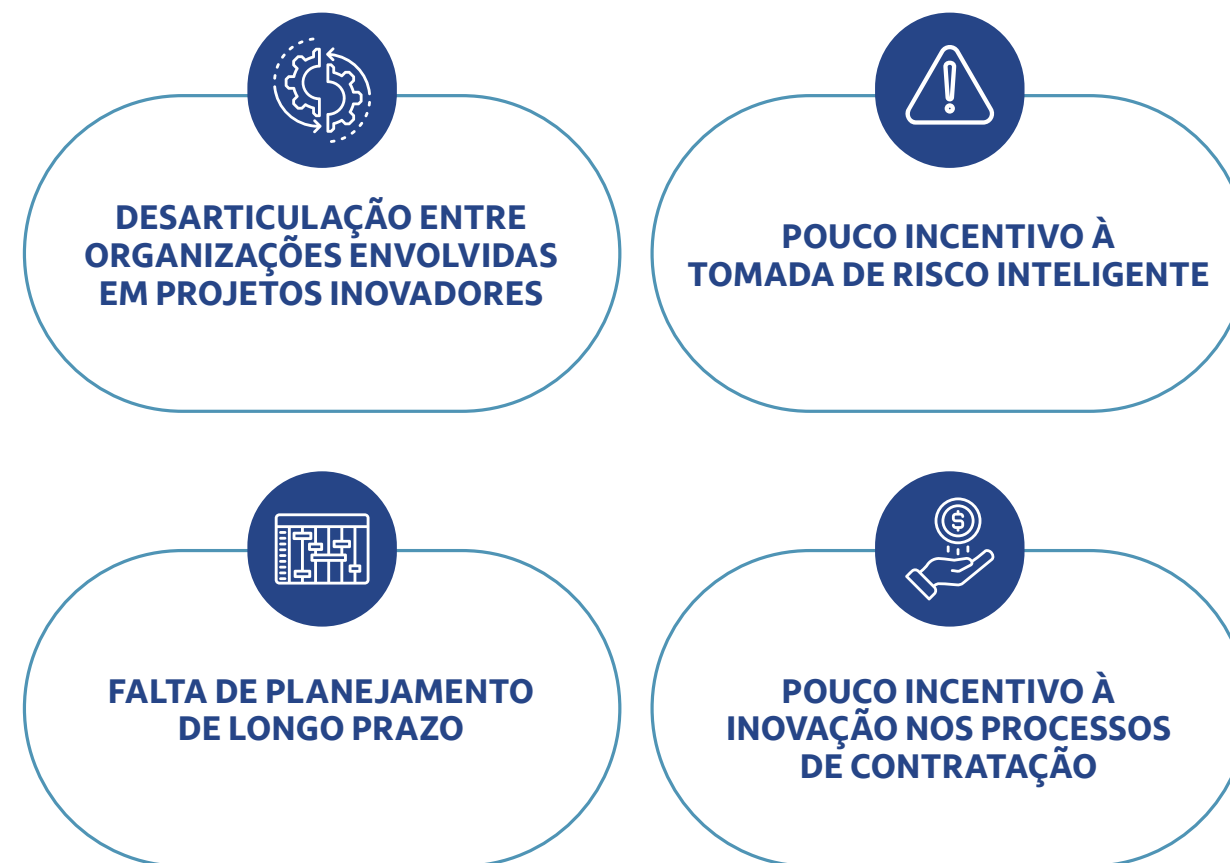 DESARTICULAÇÃO ENTRE
ORGANIZAÇÕES ENVOLVIDAS
EM PROJETOS INOVADORES
POUCO INCENTIVO À
TOMADA DE RISCO INTELIGENTE
FALTA DE PLANEJAMENTO
DE LONGO PRAZO
POUCO INCENTIVO À
INOVAÇÃO NOS PROCESSOS
DE CONTRATAÇÃO